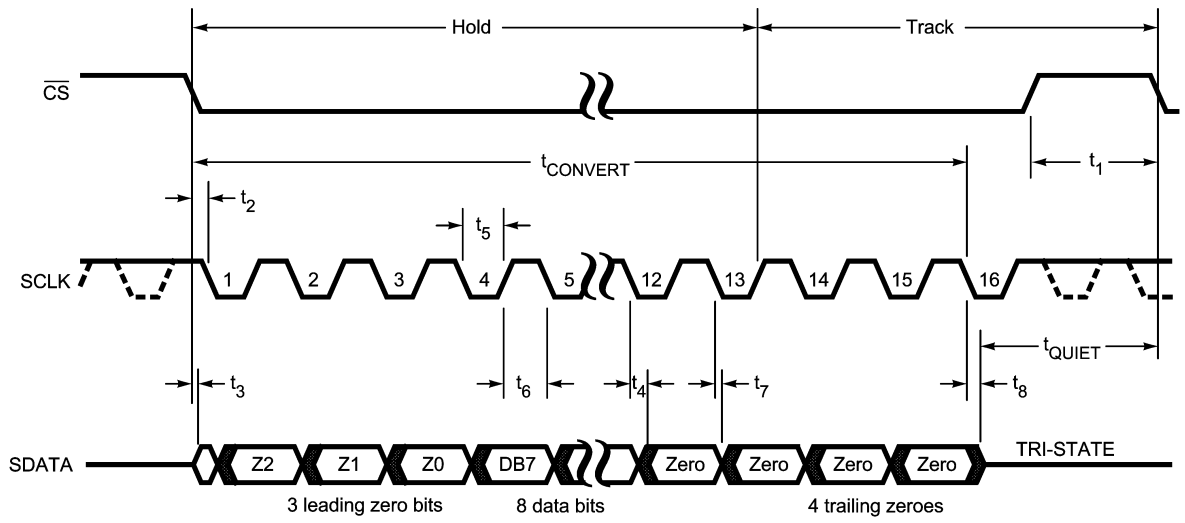 Hold Track
CS
tCONVERT t1
t2
t5
SCLK 1 2 3 4 5 12 13 14 15 16
tQUIET
t3 t6 t4 t7 t8
SDATA Z2 Z1 Z0 DB7 Zero Zero Zero Zero TRI-STATE
3 leading zero bits 8 data bits 4 trailing zeroes